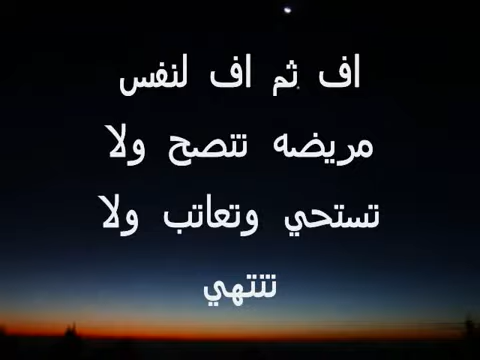 اف ثم اف لنفس
مريضه تنصح ولا
تستحي وتعاتب ولا
تنتهي